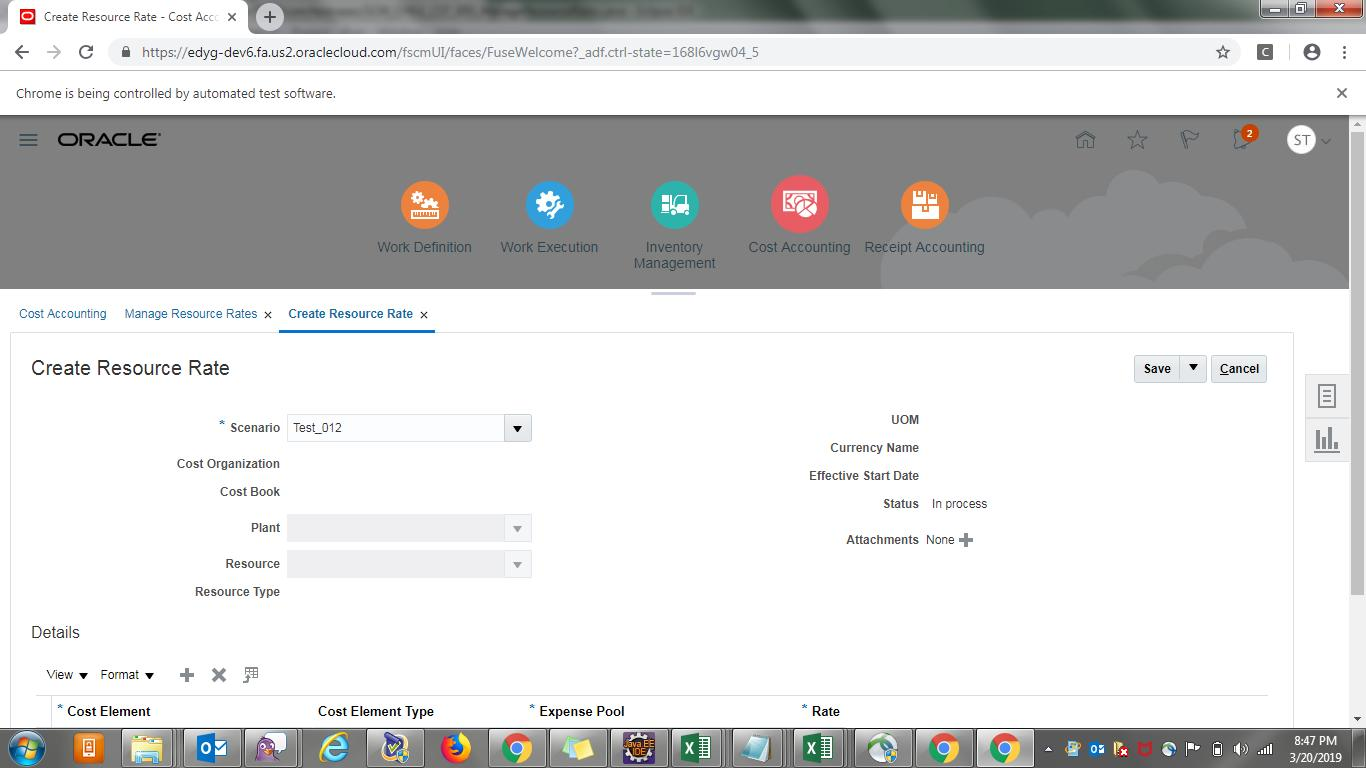 Create Resource Rate - Cost Acc
https://edyg-dev6.fa.us2.oraclecloud.com/fscmUI/faces/FuseWelcome?_adf.ctrl-state=168l6vgw04_5
C
Chrome is being controlled by automated test software.
ORACLE
2
ST
Work Definition
Work Execution
Inventory Management
Cost Accounting
Receipt Accounting
Cost Accounting
Manage Resource Rates
Create Resource Rate
Create Resource Rate
Save
Cancel
* Scenario Test_012
Cost Organization
Cost Book
Plant
Resource
Resource Type
UOM
Currency Name
Effective Start Date
Status In process
Attachments None
Details
View Format
* Cost Element Cost Element Type * Expense Pool * Rate
Java EE
IDE
8:47 PM
3/20/2019